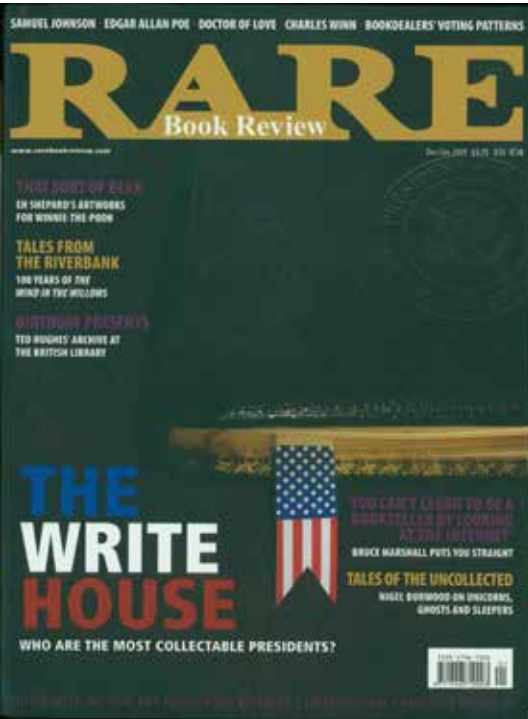 SAMUEL JOHNSON EDGAR ALLAN POE DOCTOR OF LOVE CHARLES WINN BOOKDEALERS' VOTING PATTERNS
RARE
Book Review
www.rarebookreview.com
THAT SORT OF BEAR
EH SHEPARD'S ARTWORKS
FOR WINNIE-THE-POOH
TALES FROM
THE RIVERBANK
100 YEARS OF THE
WIND IN THE WILLOWS
BIRTHDAY PRESENTS
TED HUGHES' ARCHIVE AT
THE BRITISH LIBRARY
THE
WRITE
HOUSE
WHO ARE THE MOST COLLECTABLE PRESIDENTS?
YOU CAN'T LEARN TO BE A
BOOKSELLER BY LOOKING
AT THE INTERNET
BRUCE MARSHALL PUTS YOU STRAIGHT
TALES OF THE UNCOLLECTED
NIGEL BURWOOD ON UNICORNS,
GHOSTS AND SLEEPERS